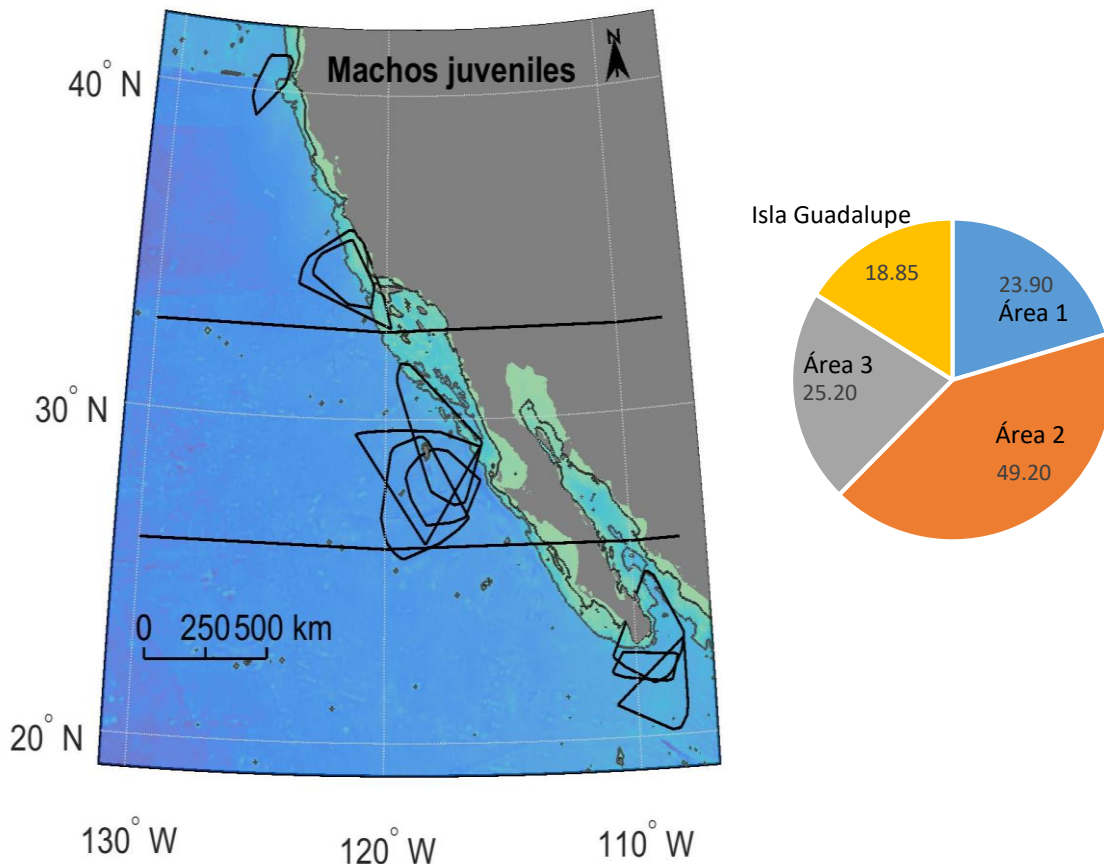 Machos juveniles
N
40° N
30° N
20° N
0 250 500 km
130° W
120° W
110° W
Isla Guadalupe
18.85
23.90
Área 1
Área 3
25.20
Área 2
49.20